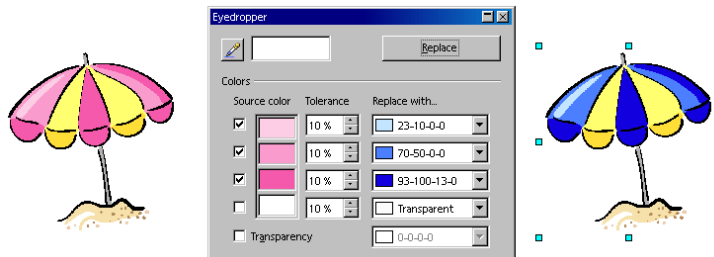 Eyedropper
Replace
Colors
Source color Tolerance Replace with...
10 % 23-10-0-0
10 % 70-50-0-0
10 % 93-100-13-0
10 % Transparent
Transparency 0-0-0-0